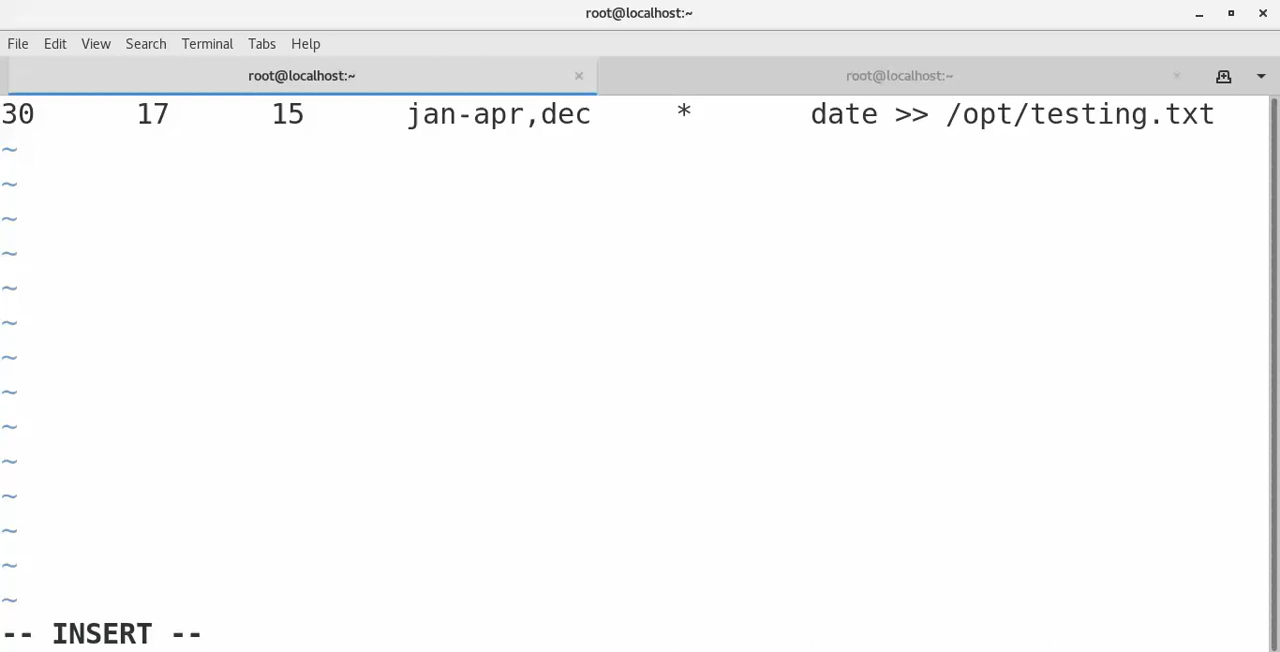 root@localhost:~
File Edit View Search Terminal Tabs Help
root@localhost:~ × root@localhost:~ ×
30 17 15 jan-apr,dec * date >> /opt/testing.txt
~
~
~
~
~
~
~
~
~
~
~
~
~
~
-- INSERT --